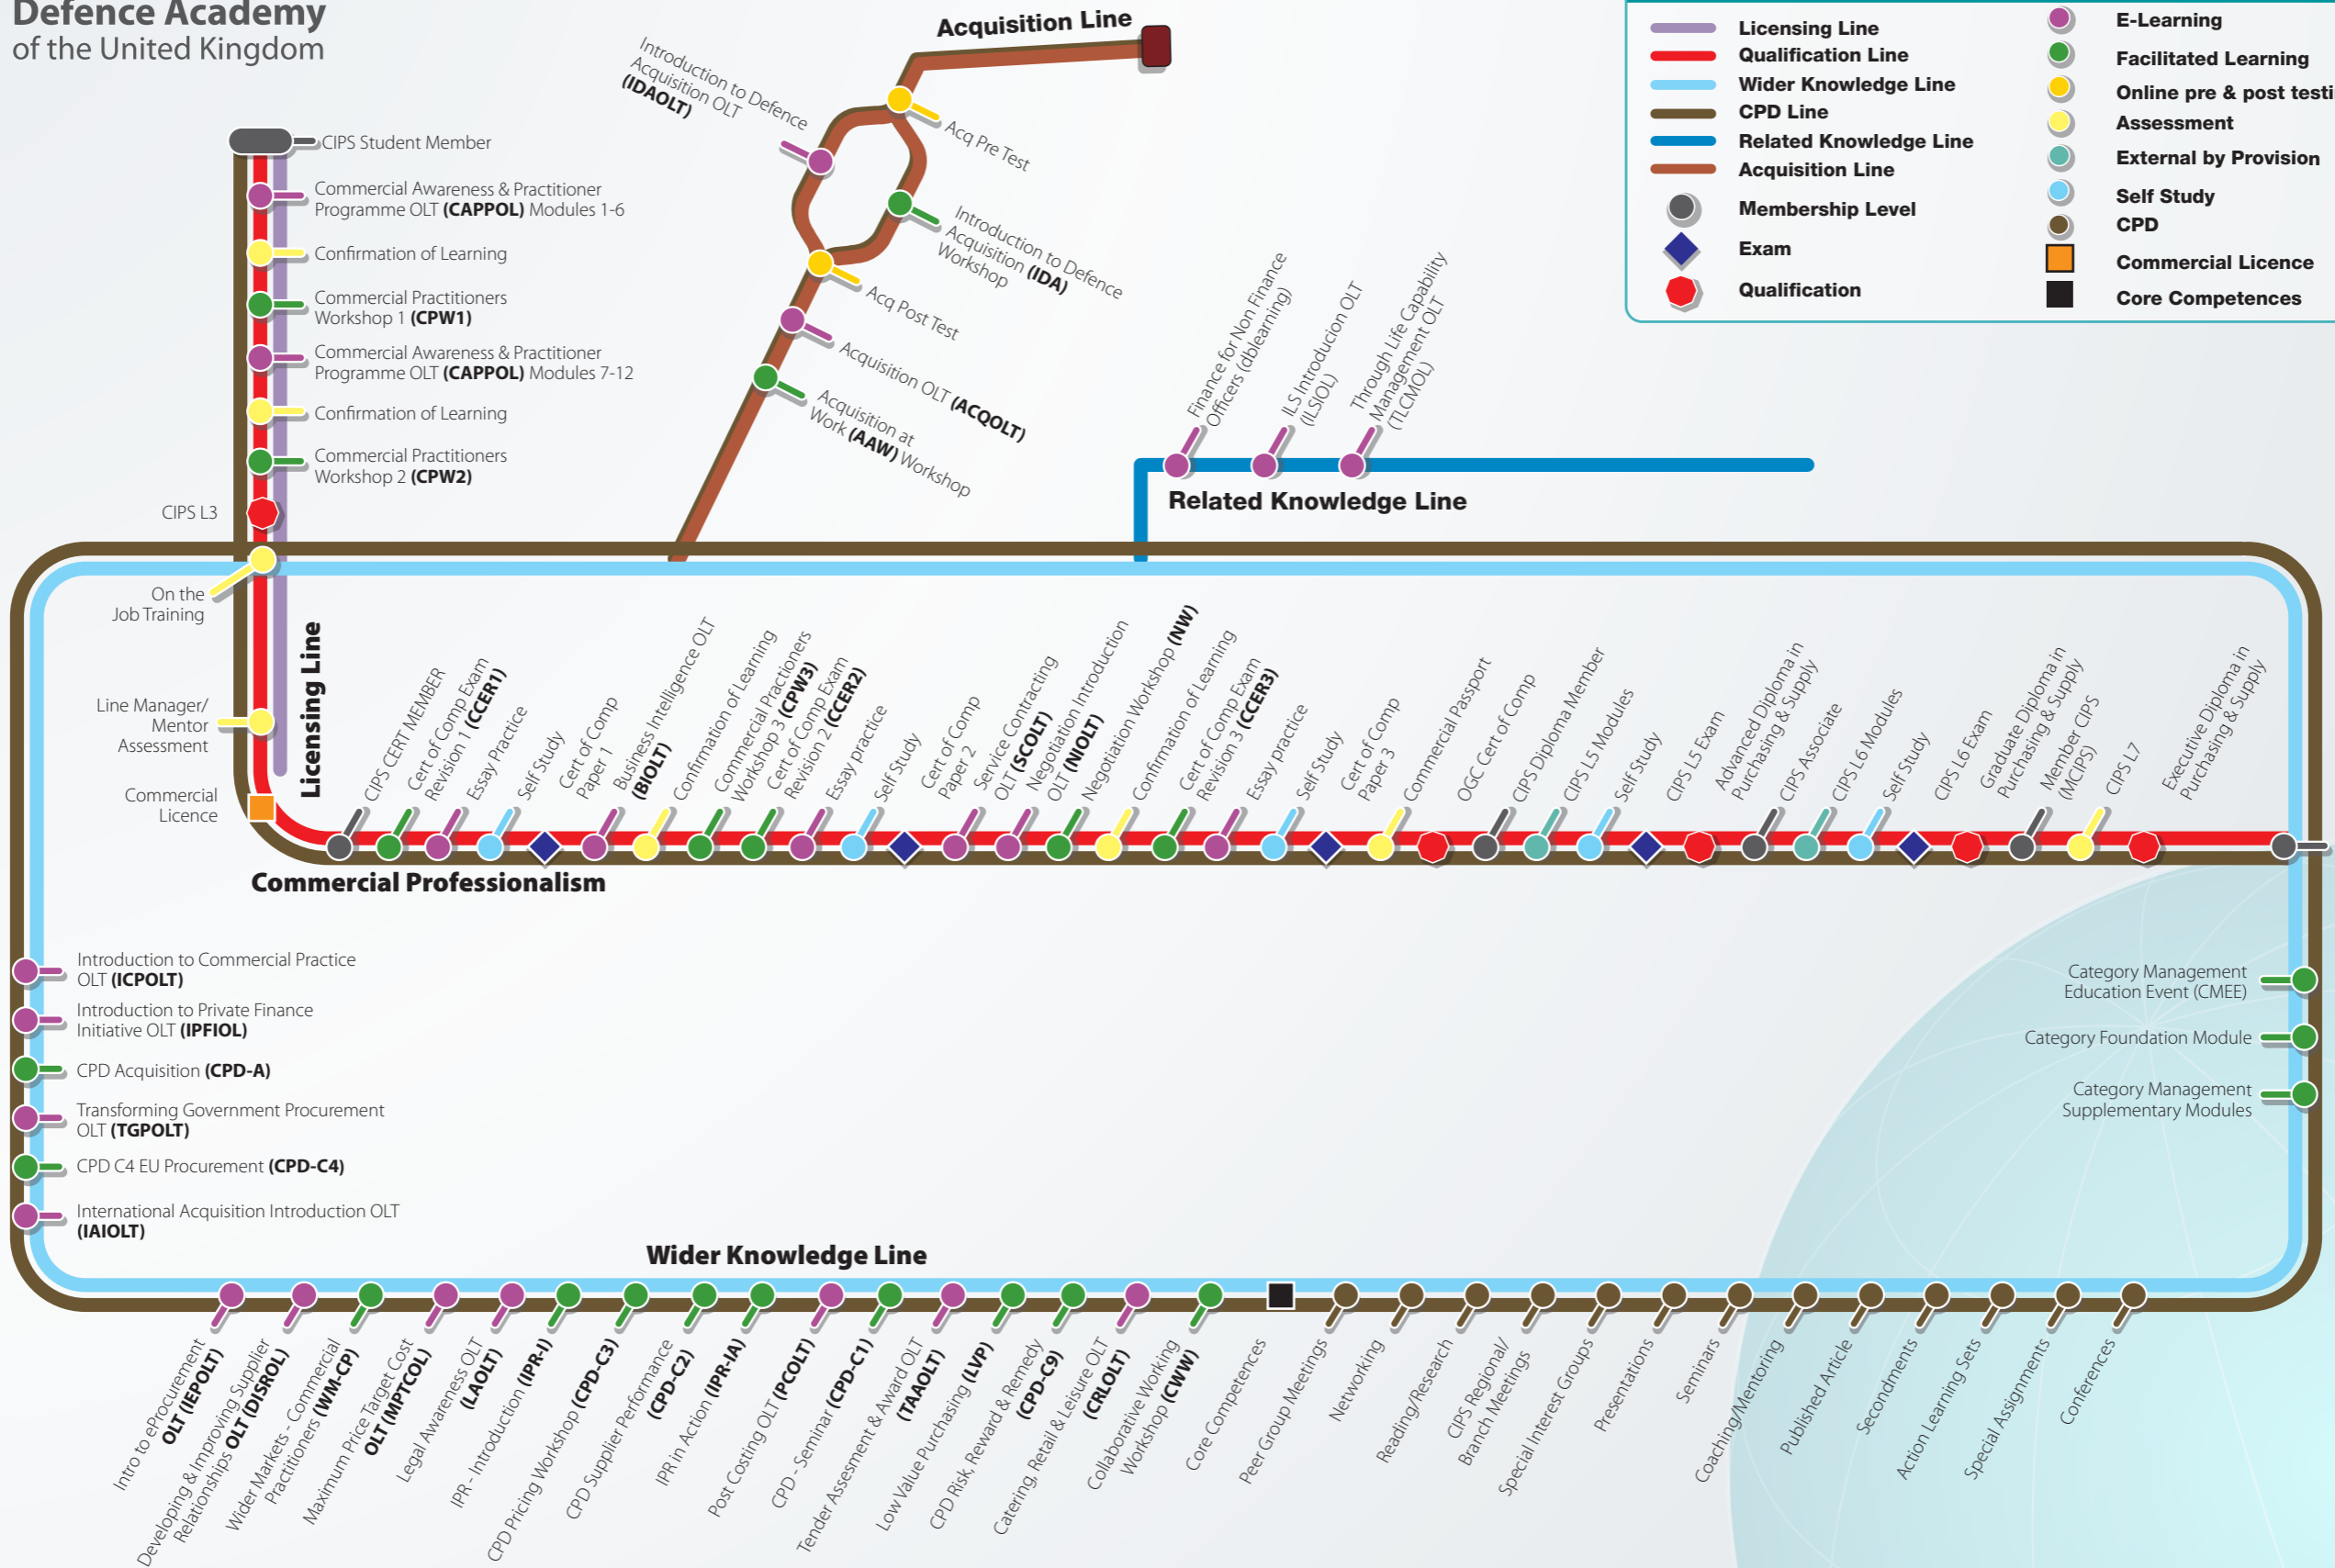 Defence Academy
of the United Kingdom
Acquisition Line
Licensing Line
Qualification Line
Wider Knowledge Line
CPD Line
Related Knowledge Line
Acquisition Line
Membership Level
Exam
Qualification
E-Learning
Facilitated Learning
Online pre & post testi
Assessment
External by Provision
Self Study
CPD
Commercial Licence
Core Competences
CIPS Student Member
Commercial Awareness & Practitioner
Programme OLT (CAPPOL) Modules 1-6
Confirmation of Learning
Commercial Practitioners
Workshop 1 (CPW1)
Commercial Awareness & Practitioner
Programme OLT (CAPPOL) Modules 7-12
Confirmation of Learning
Commercial Practitioners
Workshop 2 (CPW2)
CIPS L3
On the
Job Training
Line Manager/
Mentor
Assessment
Commercial
Licence
Licensing Line
Introduction to Defence
Acquisition OLT
(IDAOLT)
Acq Pre Test
Introduction to Defence
Acquisition (IDA)
Workshop
Acq Post Test
Acquisition OLT (ACQOLT)
Acquisition at
Work (AAW) Workshop
Finance for Non Finance
Officers (dblearning)
ILS Introducion OLT
(ILSIOL)
Through Life Capability
Management OLT
(TLCMOL)
Related Knowledge Line
CIPS CERT MEMBER
Cert of Comp Exam
Revision 1 (CCER1)
Essay Practice
Self Study
Cert of Comp
Paper 1
Business Intelligence OLT
(BIOLT)
Confirmation of Learning
Commercial Practioners
Workshop 3 (CPW3)
Cert of Comp Exam
Revision 2 (CCER2)
Essay practice
Self Study
Cert of Comp
Paper 2
Service Contracting
OLT (SCOLT)
Negotiation Introduction
OLT (NIOLT)
Negotiation Workshop (NW)
Confirmation of Learning
Cert of Comp Exam
Revision 3 (CCER3)
Essay practice
Self Study
Cert of Comp
Paper 3
Commercial Passport
OGC Cert of Comp
CIPS Diploma Member
CIPS L5 Modules
Self Study
CIPS L5 Exam
Advanced Diploma in
Purchasing & Supply
CIPS Associate
CIPS L6 Modules
Self Study
CIPS L6 Exam
Graduate Diploma in
Purchasing & Supply
Member CIPS
(MCIPS)
CIPS L7
Executive Diploma in
Purchasing & Supply
Commercial Professionalism
Introduction to Commercial Practice
OLT (ICPOLT)
Introduction to Private Finance
Initiative OLT (IPFIOL)
CPD Acquisition (CPD-A)
Transforming Government Procurement
OLT (TGPOLT)
CPD C4 EU Procurement (CPD-C4)
International Acquisition Introduction OLT
(IAIOLT)
Category Management
Education Event (CMEE)
Category Foundation Module
Category Management
Supplementary Modules
Wider Knowledge Line
Intro to eProcurement
OLT (IEPOLT)
Developing & Improving Supplier
Relationships OLT (DISROL)
Wider Markets - Commercial
Practitioners (WM-CP)
Maximum Price Target Cost
OLT (MPTCOL)
Legal Awareness OLT
(LAOLT)
IPR - Introduction (IPR-I)
CPD Pricing Workshop (CPD-C3)
CPD Supplier Performance
(CPD-C2)
IPR in Action (IPR-IA)
Post Costing OLT (PCOLT)
CPD - Seminar (CPD-C1)
Tender Assesment & Award OLT
(TAAOLT)
Low Value Purchasing (LVP)
CPD Risk, Reward & Remedy
(CPD-C9)
Catering, Retail & Leisure OLT
(CRLOLT)
Collaborative Working
Workshop (CWW)
Core Competences
Peer Group Meetings
Networking
Reading/Research
CIPS Regional/
Branch Meetings
Special Interest Groups
Presentations
Seminars
Coaching/Mentoring
Published Article
Secondments
Action Learning Sets
Special Assignments
Conferences